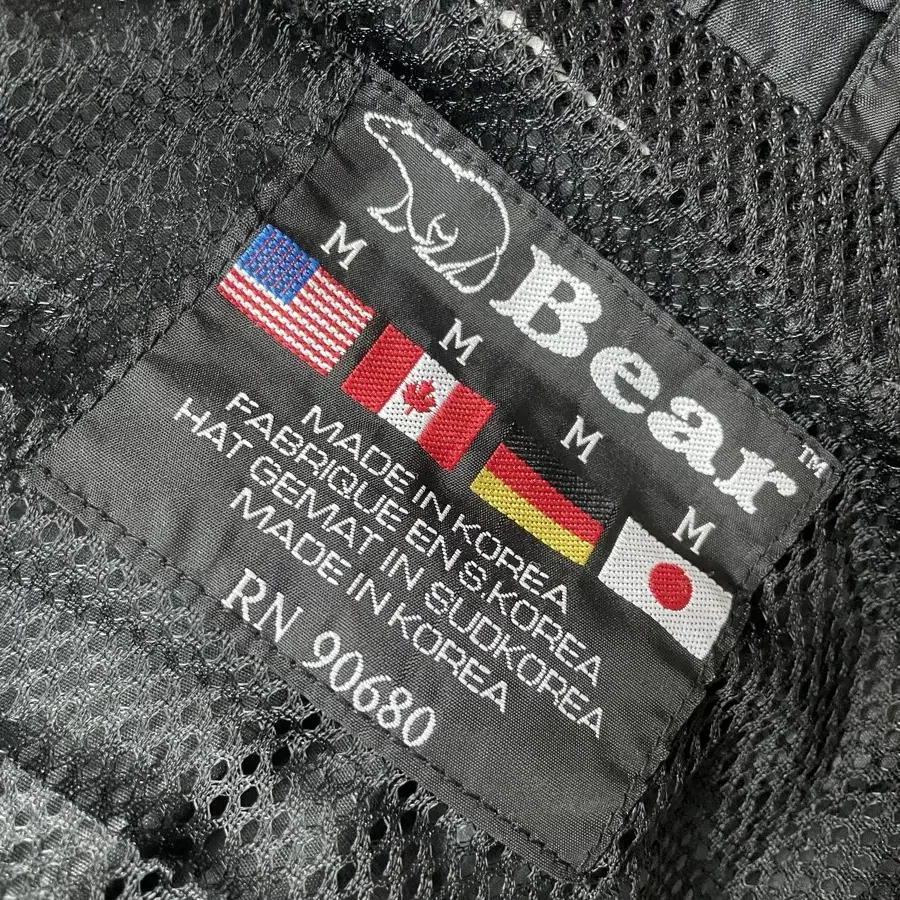 Bear™
M M M M
MADE IN KOREA
FABRIQUE EN S.KOREA
HAT GEMAT IN SUDKOREA
MADE IN KOREA
RN 90680